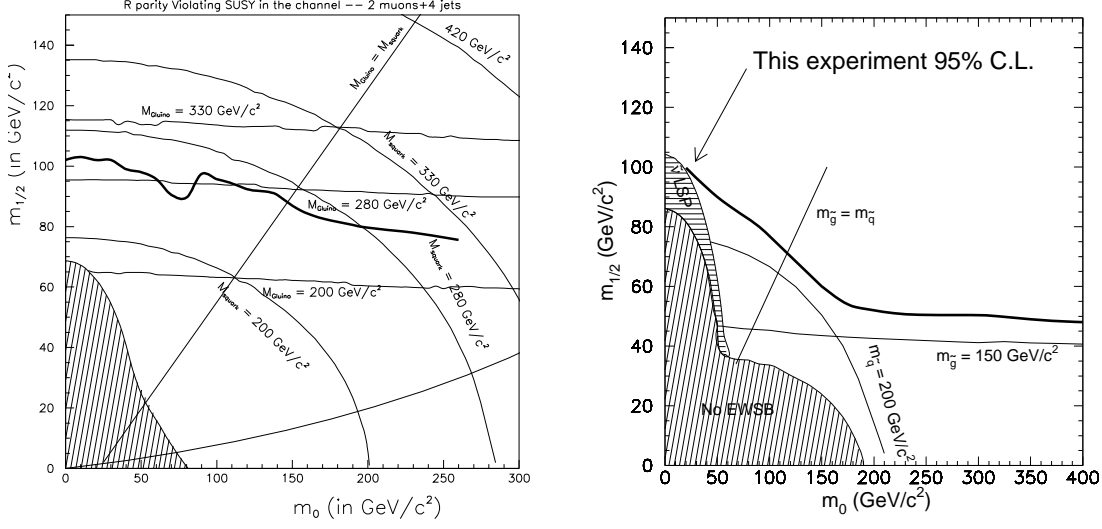 R parity Violating SUSY in the channel -- 2 muons+4 jets
m1/2 (in GeV/ c²)
140
120
100
80
60
40
20
0
420 GeV/c²
MGluino = Msquark
MGluino = 330 GeV/c²
Msquark = 330 GeV/c²
MGluino = 280 GeV/c²
Msquark = 280 GeV/c²
MGluino = 200 GeV/c²
Msquark = 200 GeV/c²
0 50 100 150 200 250 300
m0 (in GeV/c²)
m1/2 (GeV/c²)
140
120
100
80
60
40
20
0
This experiment 95% C.L.
ν̃ LSP
mg̃ = mq̃
mg̃ = 150 GeV/c²
mq̃ = 200 GeV/c²
No EWSB
0 50 100 150 200 250 300 350 400
m0 (GeV/c²)